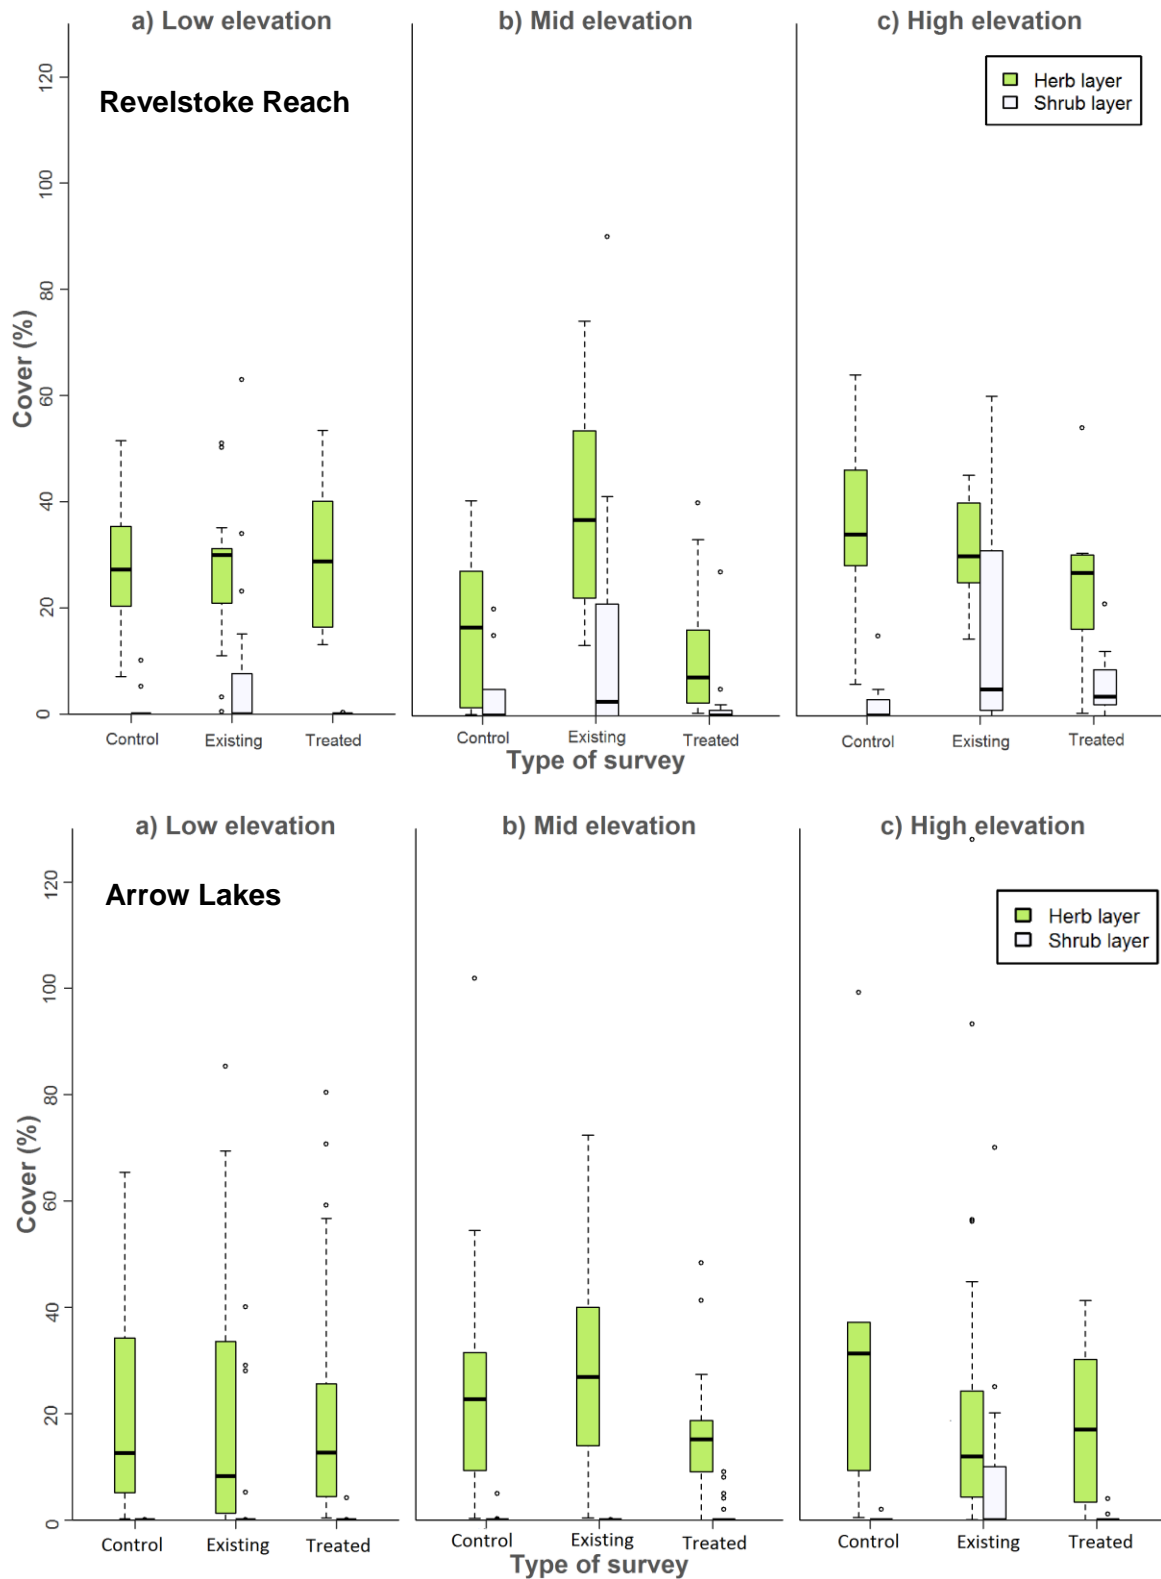 a) Low elevation
b) Mid elevation
c) High elevation
Revelstoke Reach
Herb layer
Shrub layer
Cover (%)
120
100
80
60
40
20
0
Control
Existing
Treated
Control
Existing
Treated
Control
Existing
Treated
Type of survey
a) Low elevation
b) Mid elevation
c) High elevation
Arrow Lakes
Herb layer
Shrub layer
Cover (%)
120
100
80
60
40
20
0
Control
Existing
Treated
Control
Existing
Treated
Control
Existing
Treated
Type of survey